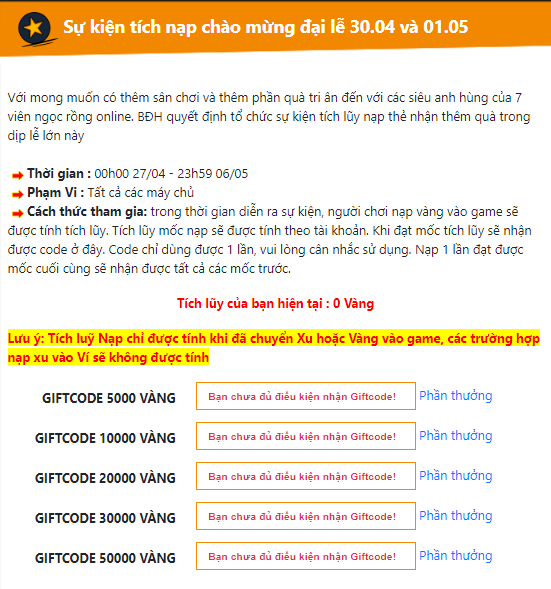 Sự kiện tích nạp chào mừng đại lễ 30.04 và 01.05
Với mong muốn có thêm sân chơi và thêm phần quà tri ân đến với các siêu anh hùng của 7
viên ngọc rồng online. BĐH quyết định tổ chức sự kiện tích lũy nạp thẻ nhận thêm quà trong
dịp lễ lớn này
Thời gian : 00h00 27/04 - 23h59 06/05
Phạm Vi : Tất cả các máy chủ
Cách thức tham gia: trong thời gian diễn ra sự kiện, người chơi nạp vàng vào game sẽ
được tính tích lũy. Tích lũy mốc nạp sẽ được tính theo tài khoản. Khi đạt mốc tích lũy sẽ nhận
được code ở đây. Code chỉ dùng được 1 lần, vui lòng cân nhắc sử dụng. Nạp 1 lần đạt được
mốc cuối cùng sẽ nhận được tất cả các mốc trước.
Tích lũy của bạn hiện tại : 0 Vàng
Lưu ý: Tích luỹ Nạp chỉ được tính khi đã chuyển Xu hoặc Vàng vào game, các trường hợp
nạp xu vào Ví sẽ không được tính
GIFTCODE 5000 VÀNG Bạn chưa đủ điều kiện nhận Giftcode! Phần thưởng
GIFTCODE 10000 VÀNG Bạn chưa đủ điều kiện nhận Giftcode! Phần thưởng
GIFTCODE 20000 VÀNG Bạn chưa đủ điều kiện nhận Giftcode! Phần thưởng
GIFTCODE 30000 VÀNG Bạn chưa đủ điều kiện nhận Giftcode! Phần thưởng
GIFTCODE 50000 VÀNG Bạn chưa đủ điều kiện nhận Giftcode! Phần thưởng